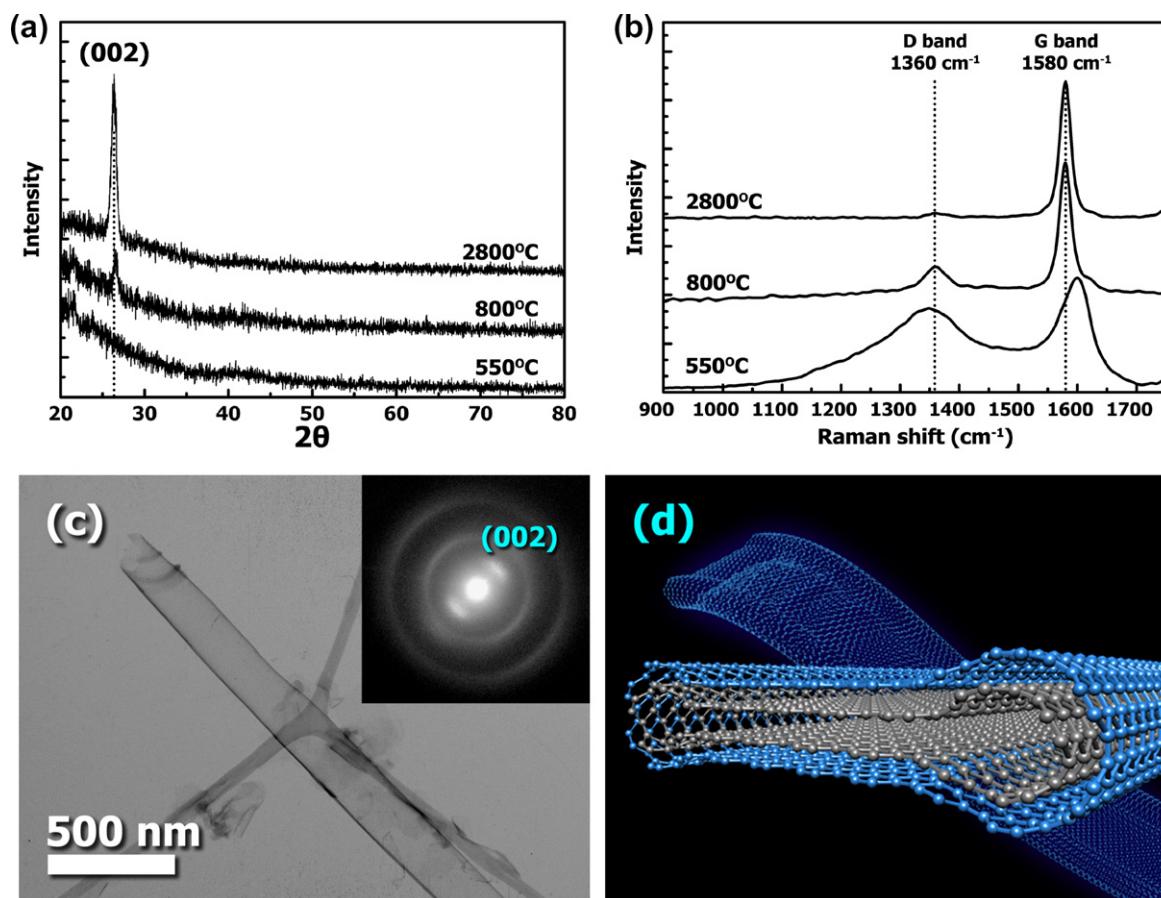 (a)
(002)
Intensity
2800°C
800°C
550°C
20 30 40 50 60 70 80
2θ
(b)
D band
1360 cm⁻¹
G band
1580 cm⁻¹
Intensity
2800°C
800°C
550°C
900 1000 1100 1200 1300 1400 1500 1600 1700
Raman shift (cm⁻¹)
(c)
(002)
500 nm
(d)